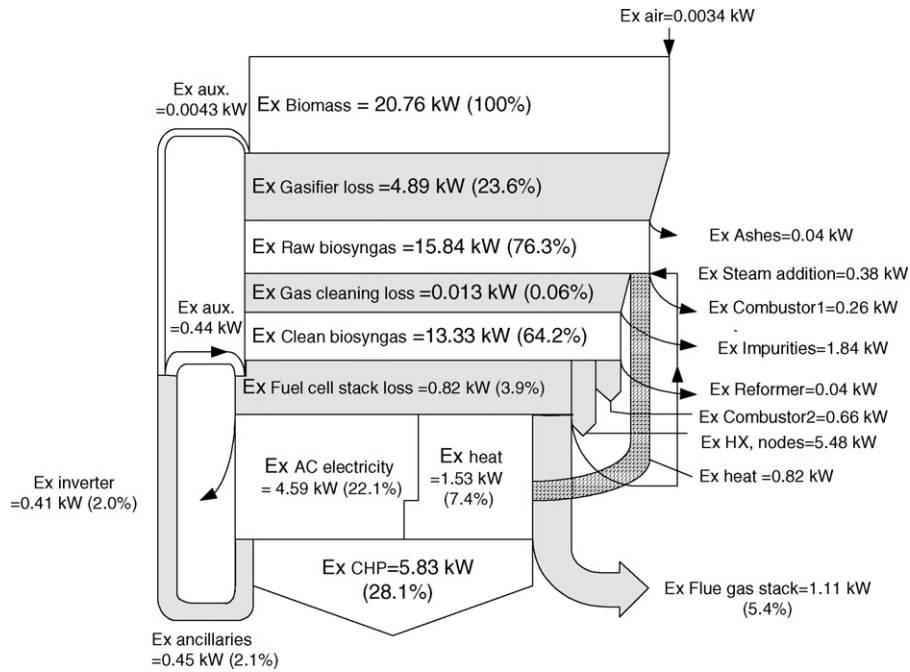 Ex air=0.0034 kW
Ex aux.
=0.0043 kW
Ex Biomass = 20.76 kW (100%)
Ex Gasifier loss =4.89 kW (23.6%)
Ex Ashes=0.04 kW
Ex Raw biosyngas =15.84 kW (76.3%)
Ex Steam addition=0.38 kW
Ex Gas cleaning loss =0.013 kW (0.06%)
Ex Combustor1=0.26 kW
Ex aux.
=0.44 kW
Ex Clean biosyngas =13.33 kW (64.2%)
Ex Impurities=1.84 kW
Ex Fuel cell stack loss =0.82 kW (3.9%)
Ex Reformer=0.04 kW
Ex Combustor2=0.66 kW
Ex HX, nodes=5.48 kW
Ex AC electricity
= 4.59 kW (22.1%)
Ex heat
=1.53 kW
(7.4%)
Ex heat =0.82 kW
Ex inverter
=0.41 kW (2.0%)
Ex CHP=5.83 kW
(28.1%)
Ex Flue gas stack=1.11 kW
(5.4%)
Ex ancillaries
=0.45 kW (2.1%)